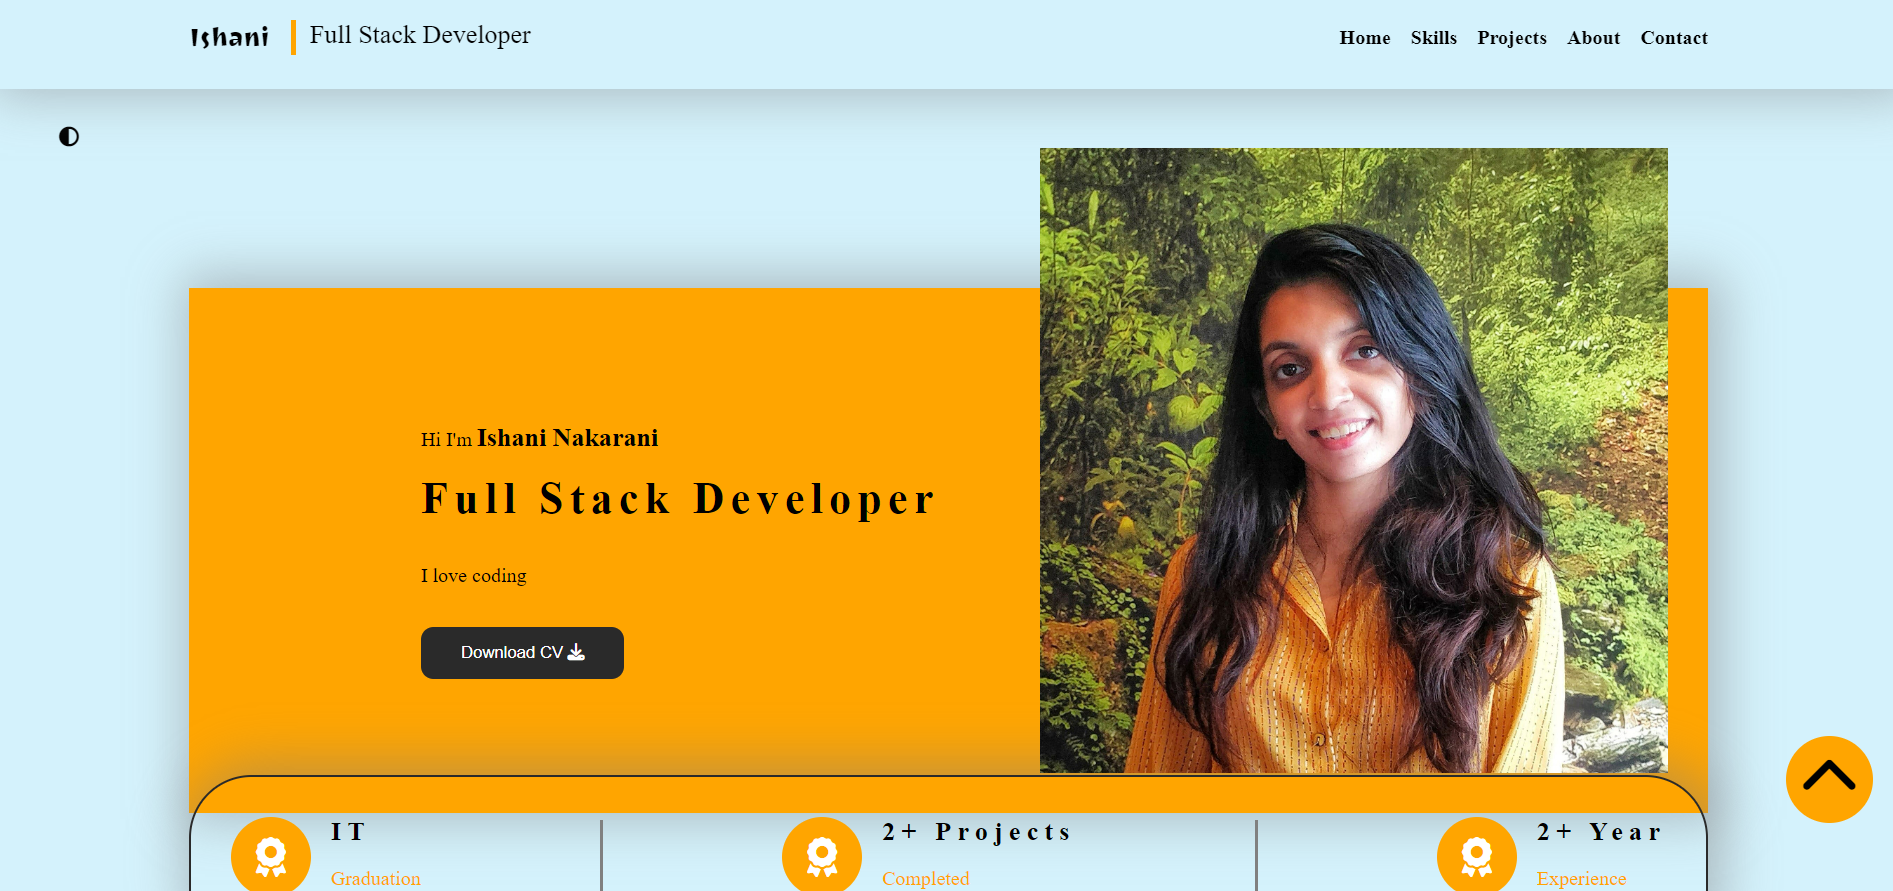 Ishani
Full Stack Developer
Home Skills Projects About Contact
Hi I'm Ishani Nakarani
Full Stack Developer
I love coding
Download CV
IT
Graduation
2+ Projects
Completed
2+ Year
Experience